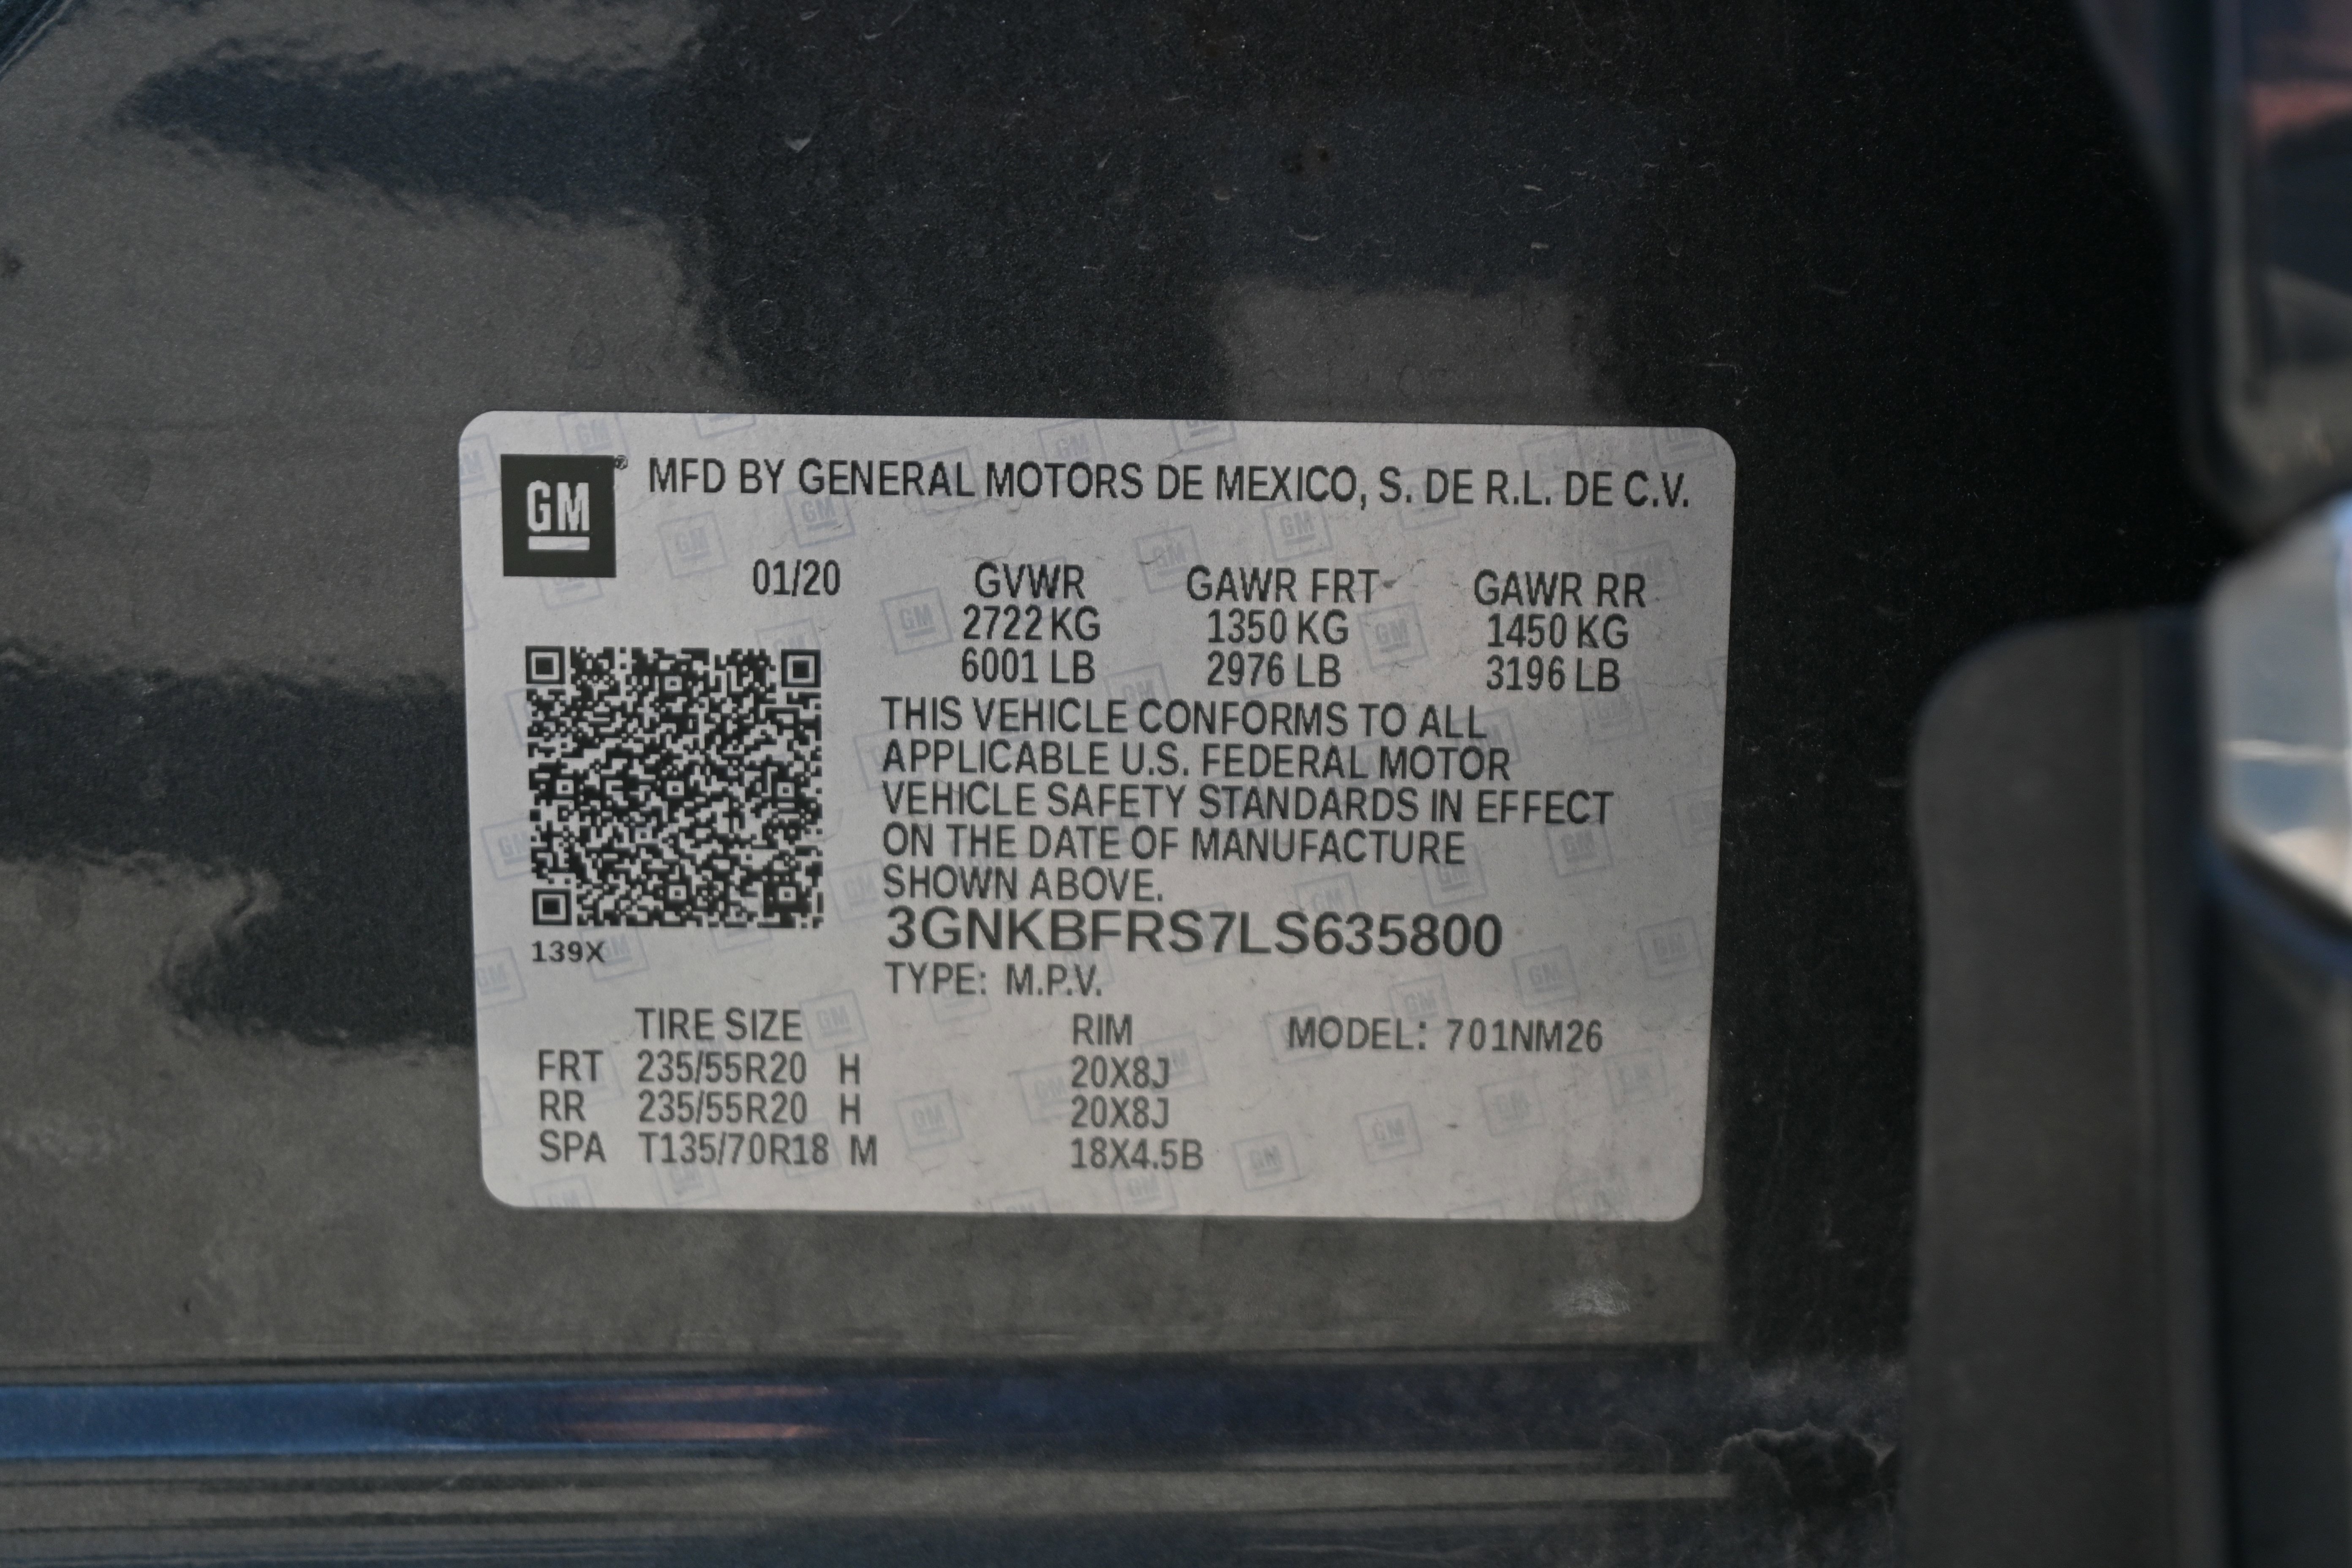 GM® MFD BY GENERAL MOTORS DE MEXICO, S. DE R.L. DE C.V.
01/20 GVWR GAWR FRT GAWR RR
2722 KG 1350 KG 1450 KG
6001 LB 2976 LB 3196 LB
THIS VEHICLE CONFORMS TO ALL
APPLICABLE U.S. FEDERAL MOTOR
VEHICLE SAFETY STANDARDS IN EFFECT
ON THE DATE OF MANUFACTURE
SHOWN ABOVE.
3GNKBFRS7LS635800
139X
TYPE: M.P.V.
TIRE SIZE RIM MODEL: 701NM26
FRT 235/55R20 H 20X8J
RR 235/55R20 H 20X8J
SPA T135/70R18 M 18X4.5B